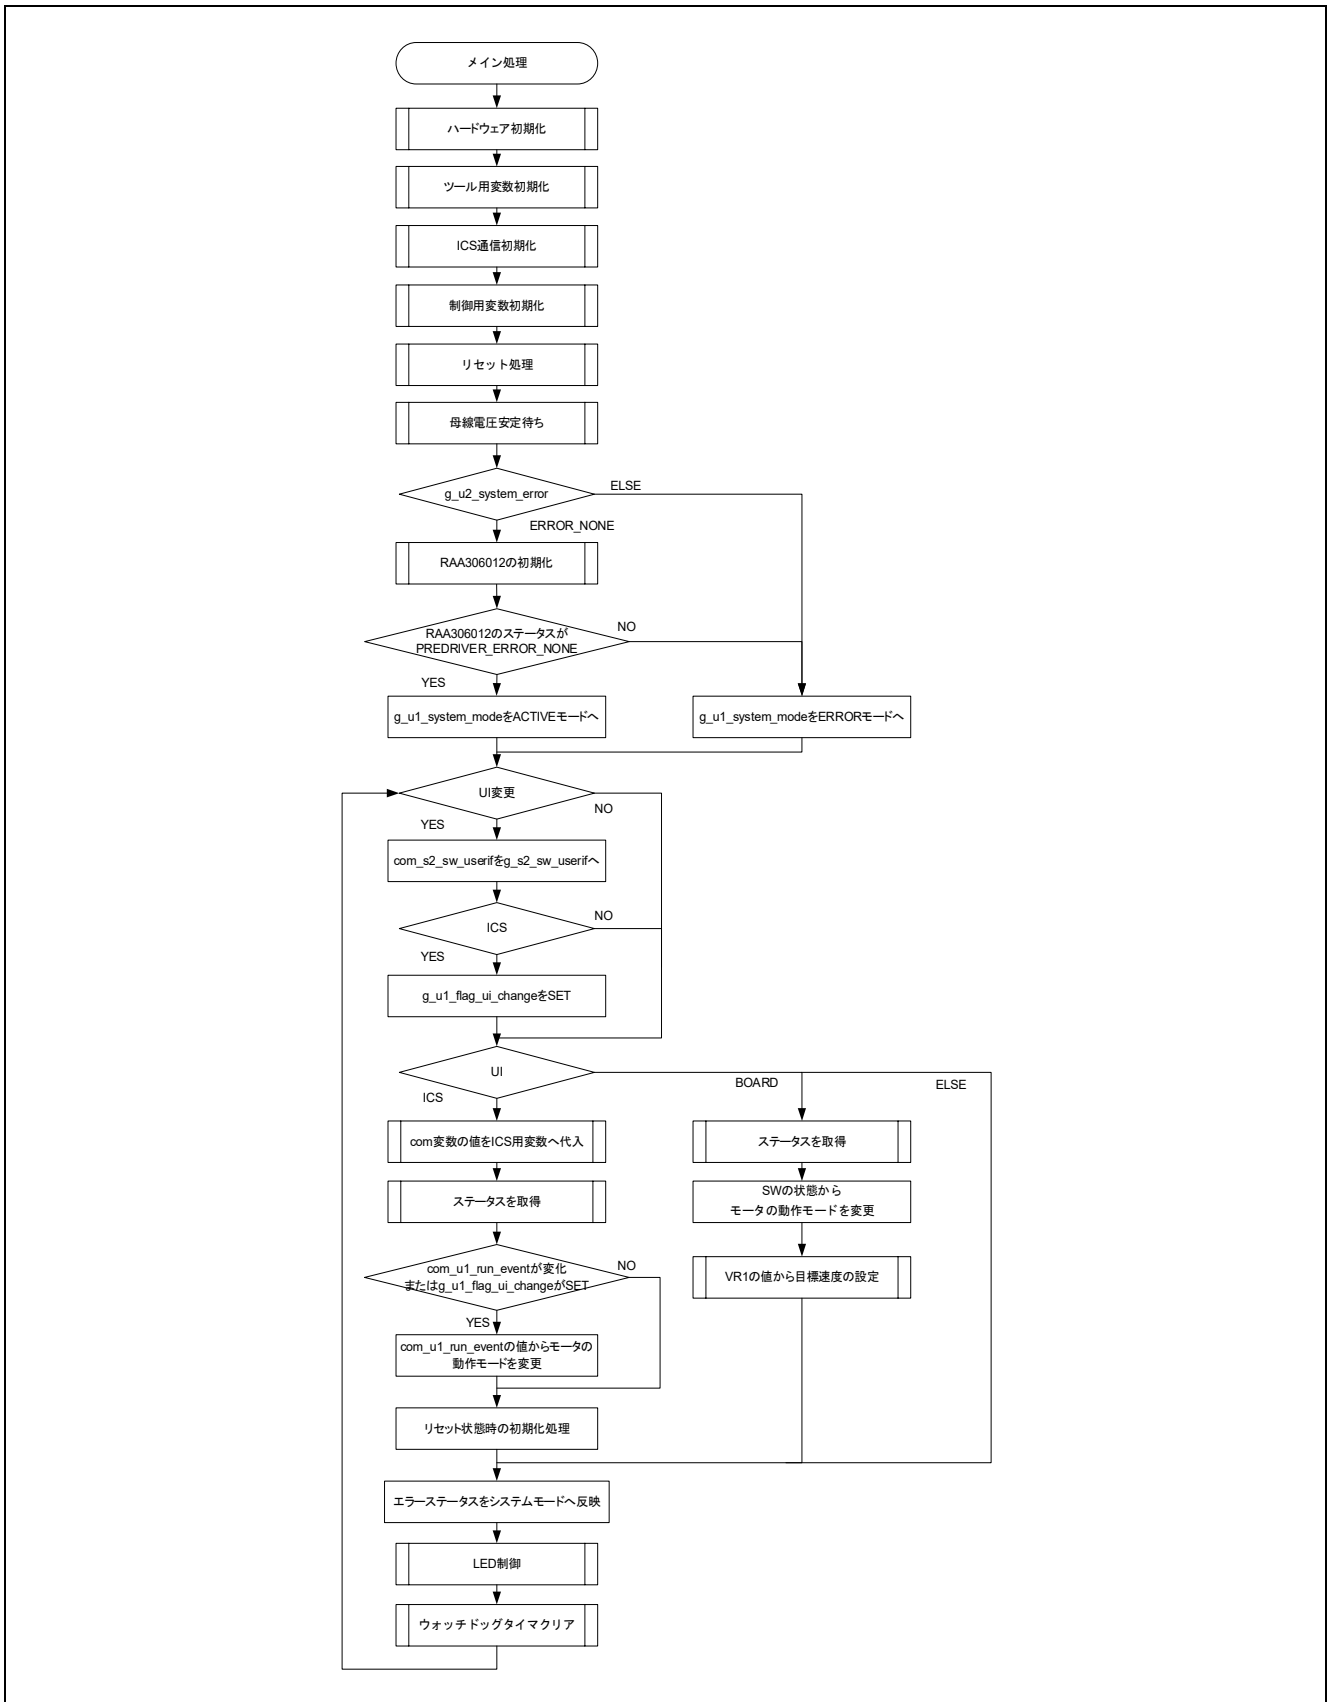 メイン処理
ハードウェア初期化
ツール用変数初期化
ICS通信初期化
制御用変数初期化
リセット処理
母線電圧安定待ち
g_u2_system_error
ELSE
ERROR_NONE
RAA306012の初期化
RAA306012のステータスが
PREDRIVER_ERROR_NONE
NO
YES
g_u1_system_modeをACTIVEモードへ
g_u1_system_modeをERRORモードへ
UI変更
NO
YES
com_s2_sw_userifをg_s2_sw_userifへ
ICS
NO
YES
g_u1_flag_ui_changeをSET
UI
BOARD
ELSE
ICS
com変数の値をICS用変数へ代入
ステータスを取得
ステータスを取得
SWの状態から
モータの動作モードを変更
com_u1_run_eventが変化
またはg_u1_flag_ui_changeがSET
NO
VR1の値から目標速度の設定
YES
com_u1_run_eventの値からモータの
動作モードを変更
リセット状態時の初期化処理
エラーステータスをシステムモードへ反映
LED制御
ウォッチドッグタイマクリア